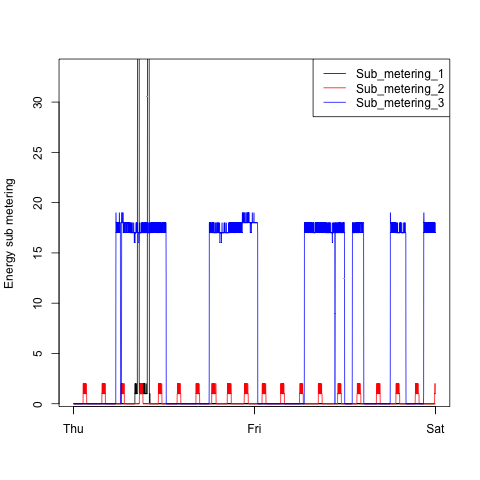 Sub_metering_1
Sub_metering_2
Sub_metering_3
Energy sub metering
30
25
20
15
10
5
0
Thu Fri Sat